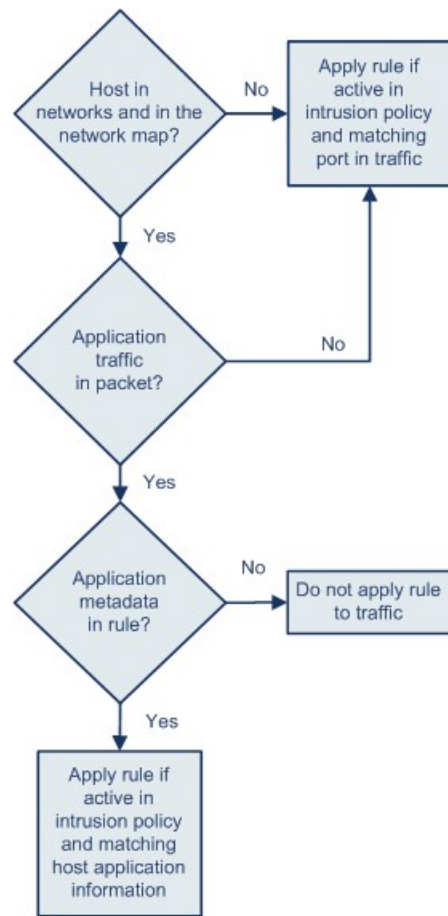 Host in
networks and in the
network map?
No
Apply rule if
active in
intrusion policy
and matching
port in traffic
Yes
Application
traffic
in packet?
No
Yes
Application
metadata
in rule?
No
Do not apply rule
to traffic
Yes
Apply rule if
active in
intrusion policy
and matching
host application
information